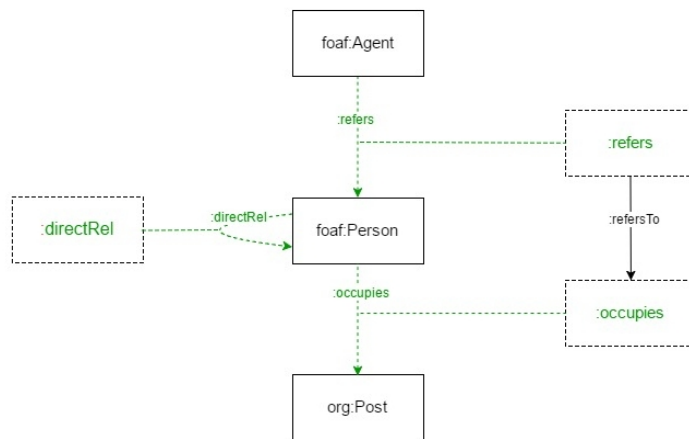 foaf:Agent
:refers
:refers
:directRel
:directRel
foaf:Person
:refersTo
:occupies
:occupies
org:Post